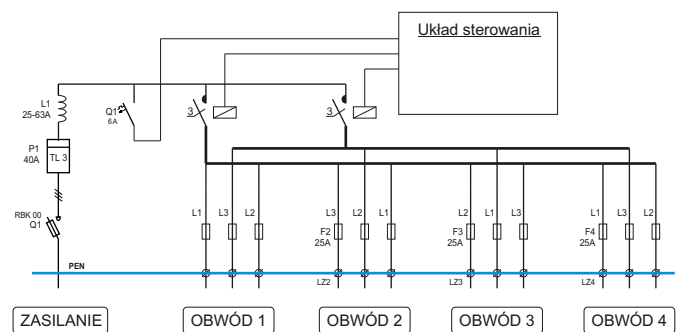 Układ sterowania
L1
25-63A
Q1
6A
3
3
P1
40A
TL 3
RBK 00
Q1
L1 L3 L2 L3 L2 L1 L2 L1 L3 L1 L3 L2
F2
25A
F3
25A
F4
25A
PEN
LZ2 LZ3 LZ4
ZASILANIE OBWÓD 1 OBWÓD 2 OBWÓD 3 OBWÓD 4